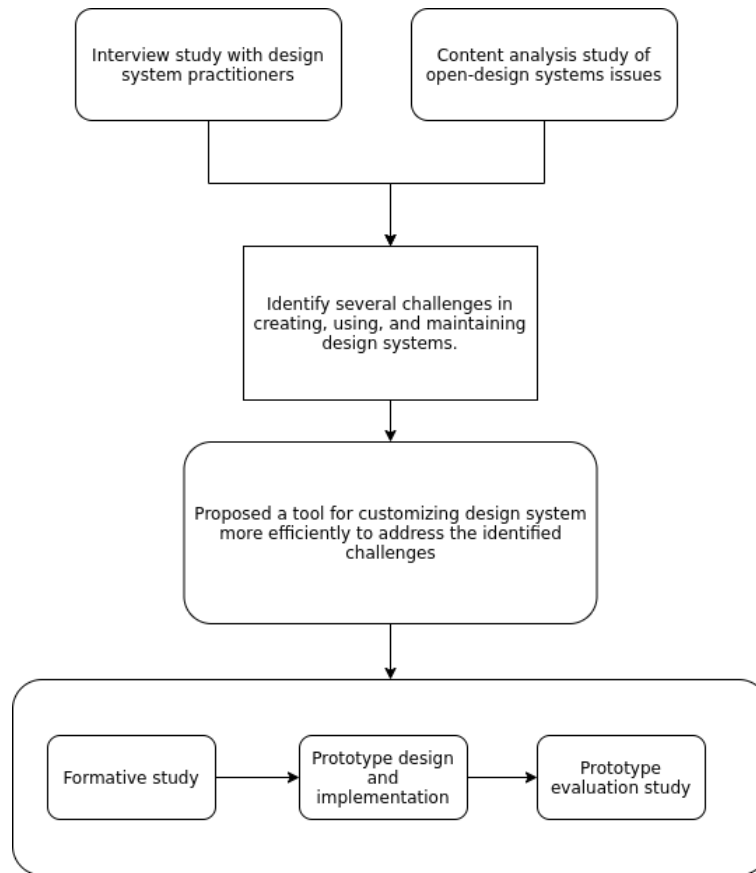 Interview study with design
system practitioners
Content analysis study of
open-design systems issues
Identify several challenges in
creating, using, and maintaining
design systems.
Proposed a tool for customizing design system
more efficiently to address the identified
challenges
Formative study
Prototype design
and
implementation
Prototype
evaluation study